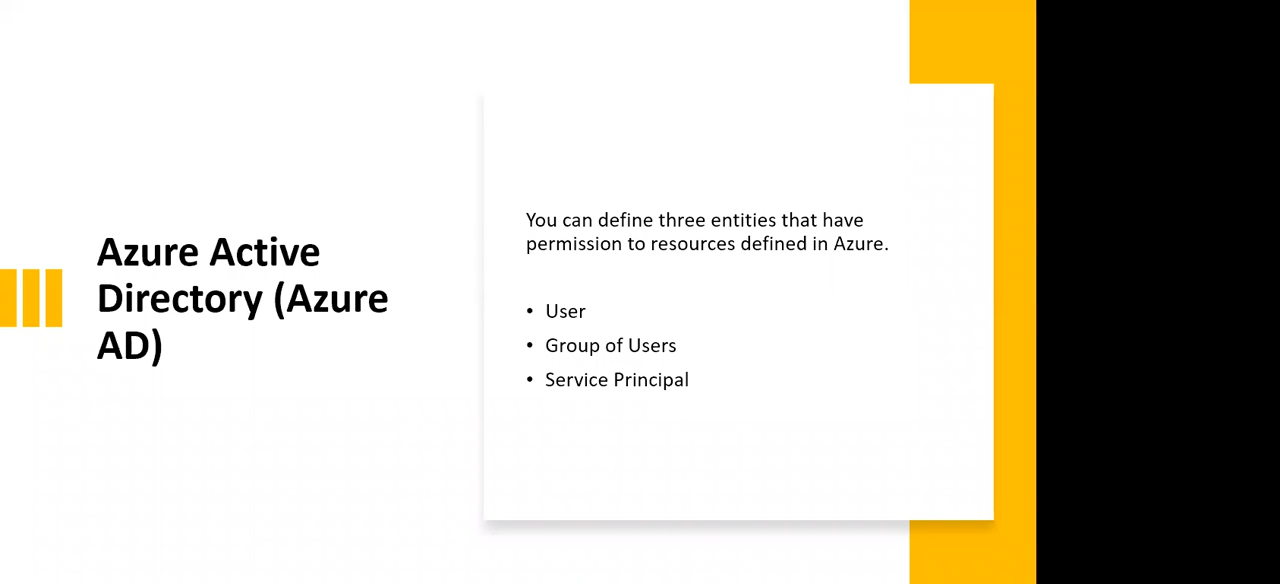 Azure Active
Directory (Azure
AD)
You can define three entities that have
permission to resources defined in Azure.
• User
• Group of Users
• Service Principal